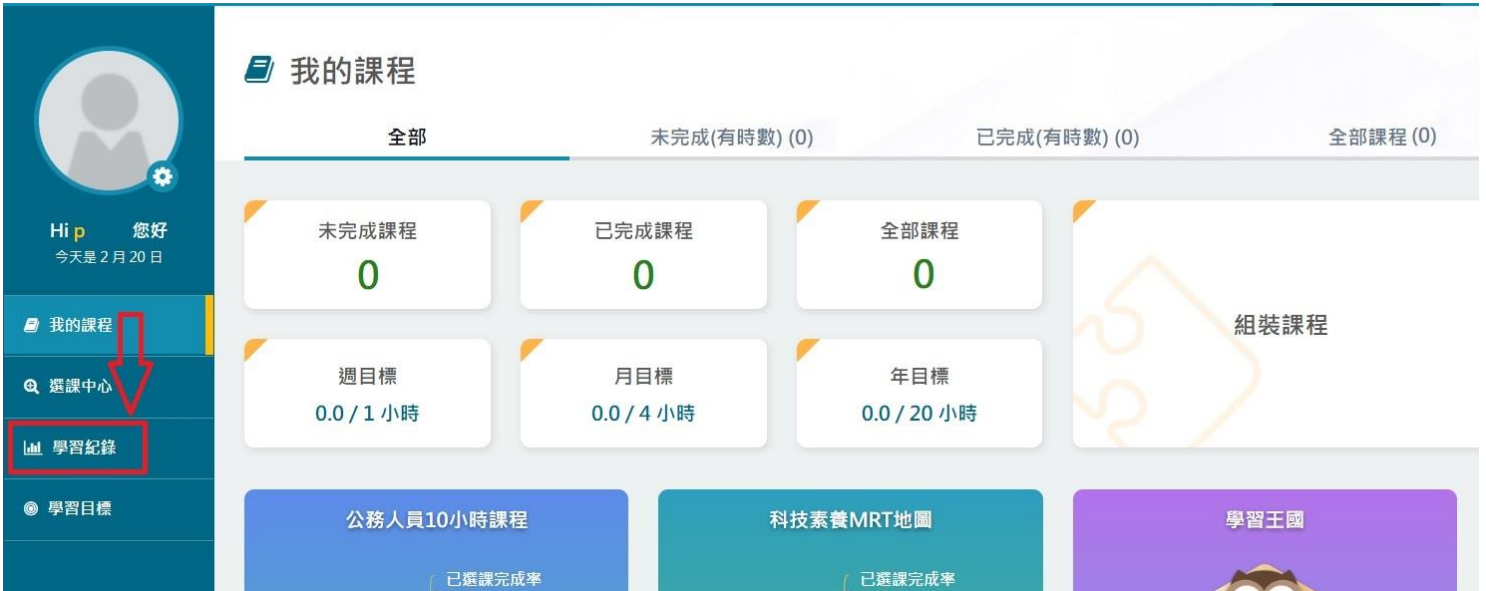 Hi p 您好
今天是 2 月 20 日
我的課程
選課中心
學習紀錄
學習目標
我的課程
全部 未完成(有時數) (0) 已完成(有時數) (0) 全部課程 (0)
未完成課程
0
已完成課程
0
全部課程
0
週目標
0.0 / 1 小時
月目標
0.0 / 4 小時
年目標
0.0 / 20 小時
組裝課程
公務人員10小時課程
已選課完成率
科技素養MRT地圖
已選課完成率
學習王國